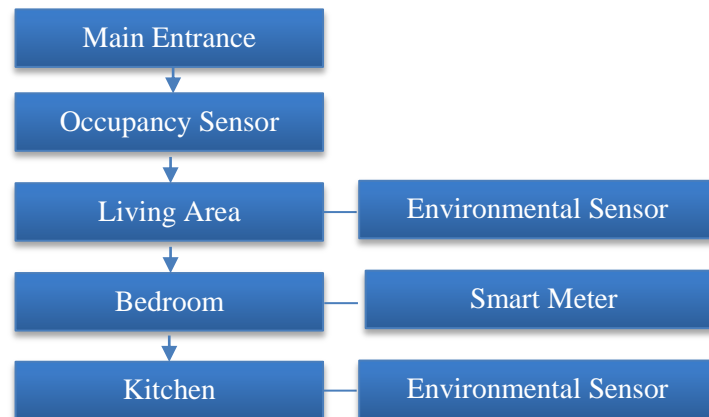 Main Entrance
Occupancy Sensor
Living Area
Environmental Sensor
Bedroom
Smart Meter
Kitchen
Environmental Sensor